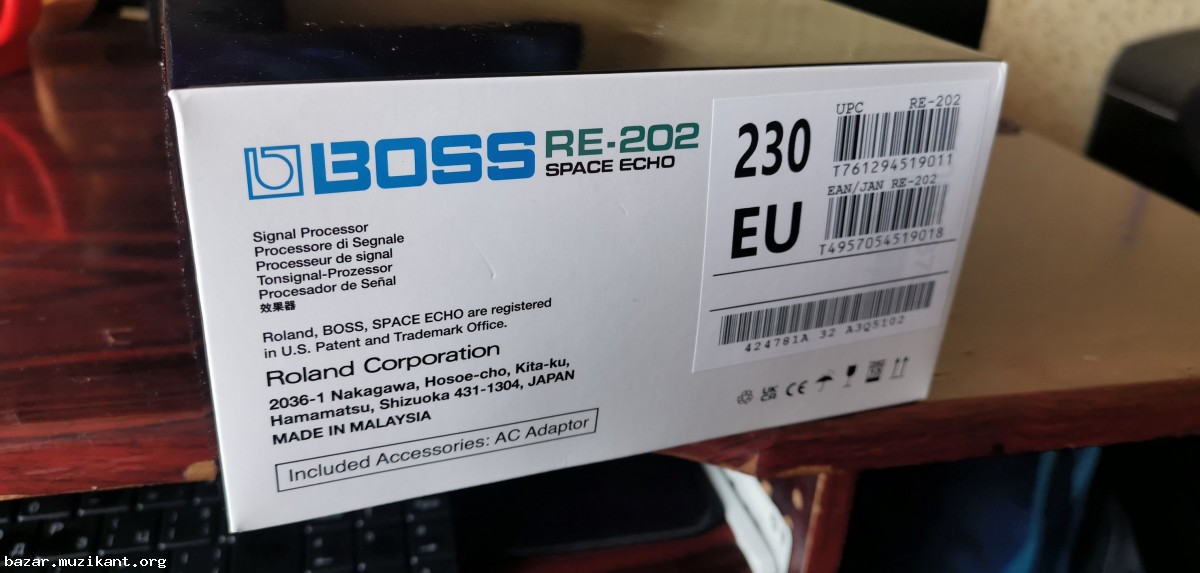 BOSS RE-202
SPACE ECHO
Signal Processor
Processore di Segnale
Processeur de signal
Tonsignal-Prozessor
Procesador de Señal
效果器
Roland, BOSS, SPACE ECHO are registered
in U.S. Patent and Trademark Office.
Roland Corporation
2036-1 Nakagawa, Hosoe-cho, Kita-ku,
Hamamatsu, Shizuoka 431-1304, JAPAN
MADE IN MALAYSIA
Included Accessories: AC Adaptor
230
EU
UPC RE-202
T761294519011
EAN/JAN RE-202
T4957054519018
424781A 32 A3Q5102
UK CA CE
bazar.muzikant.org